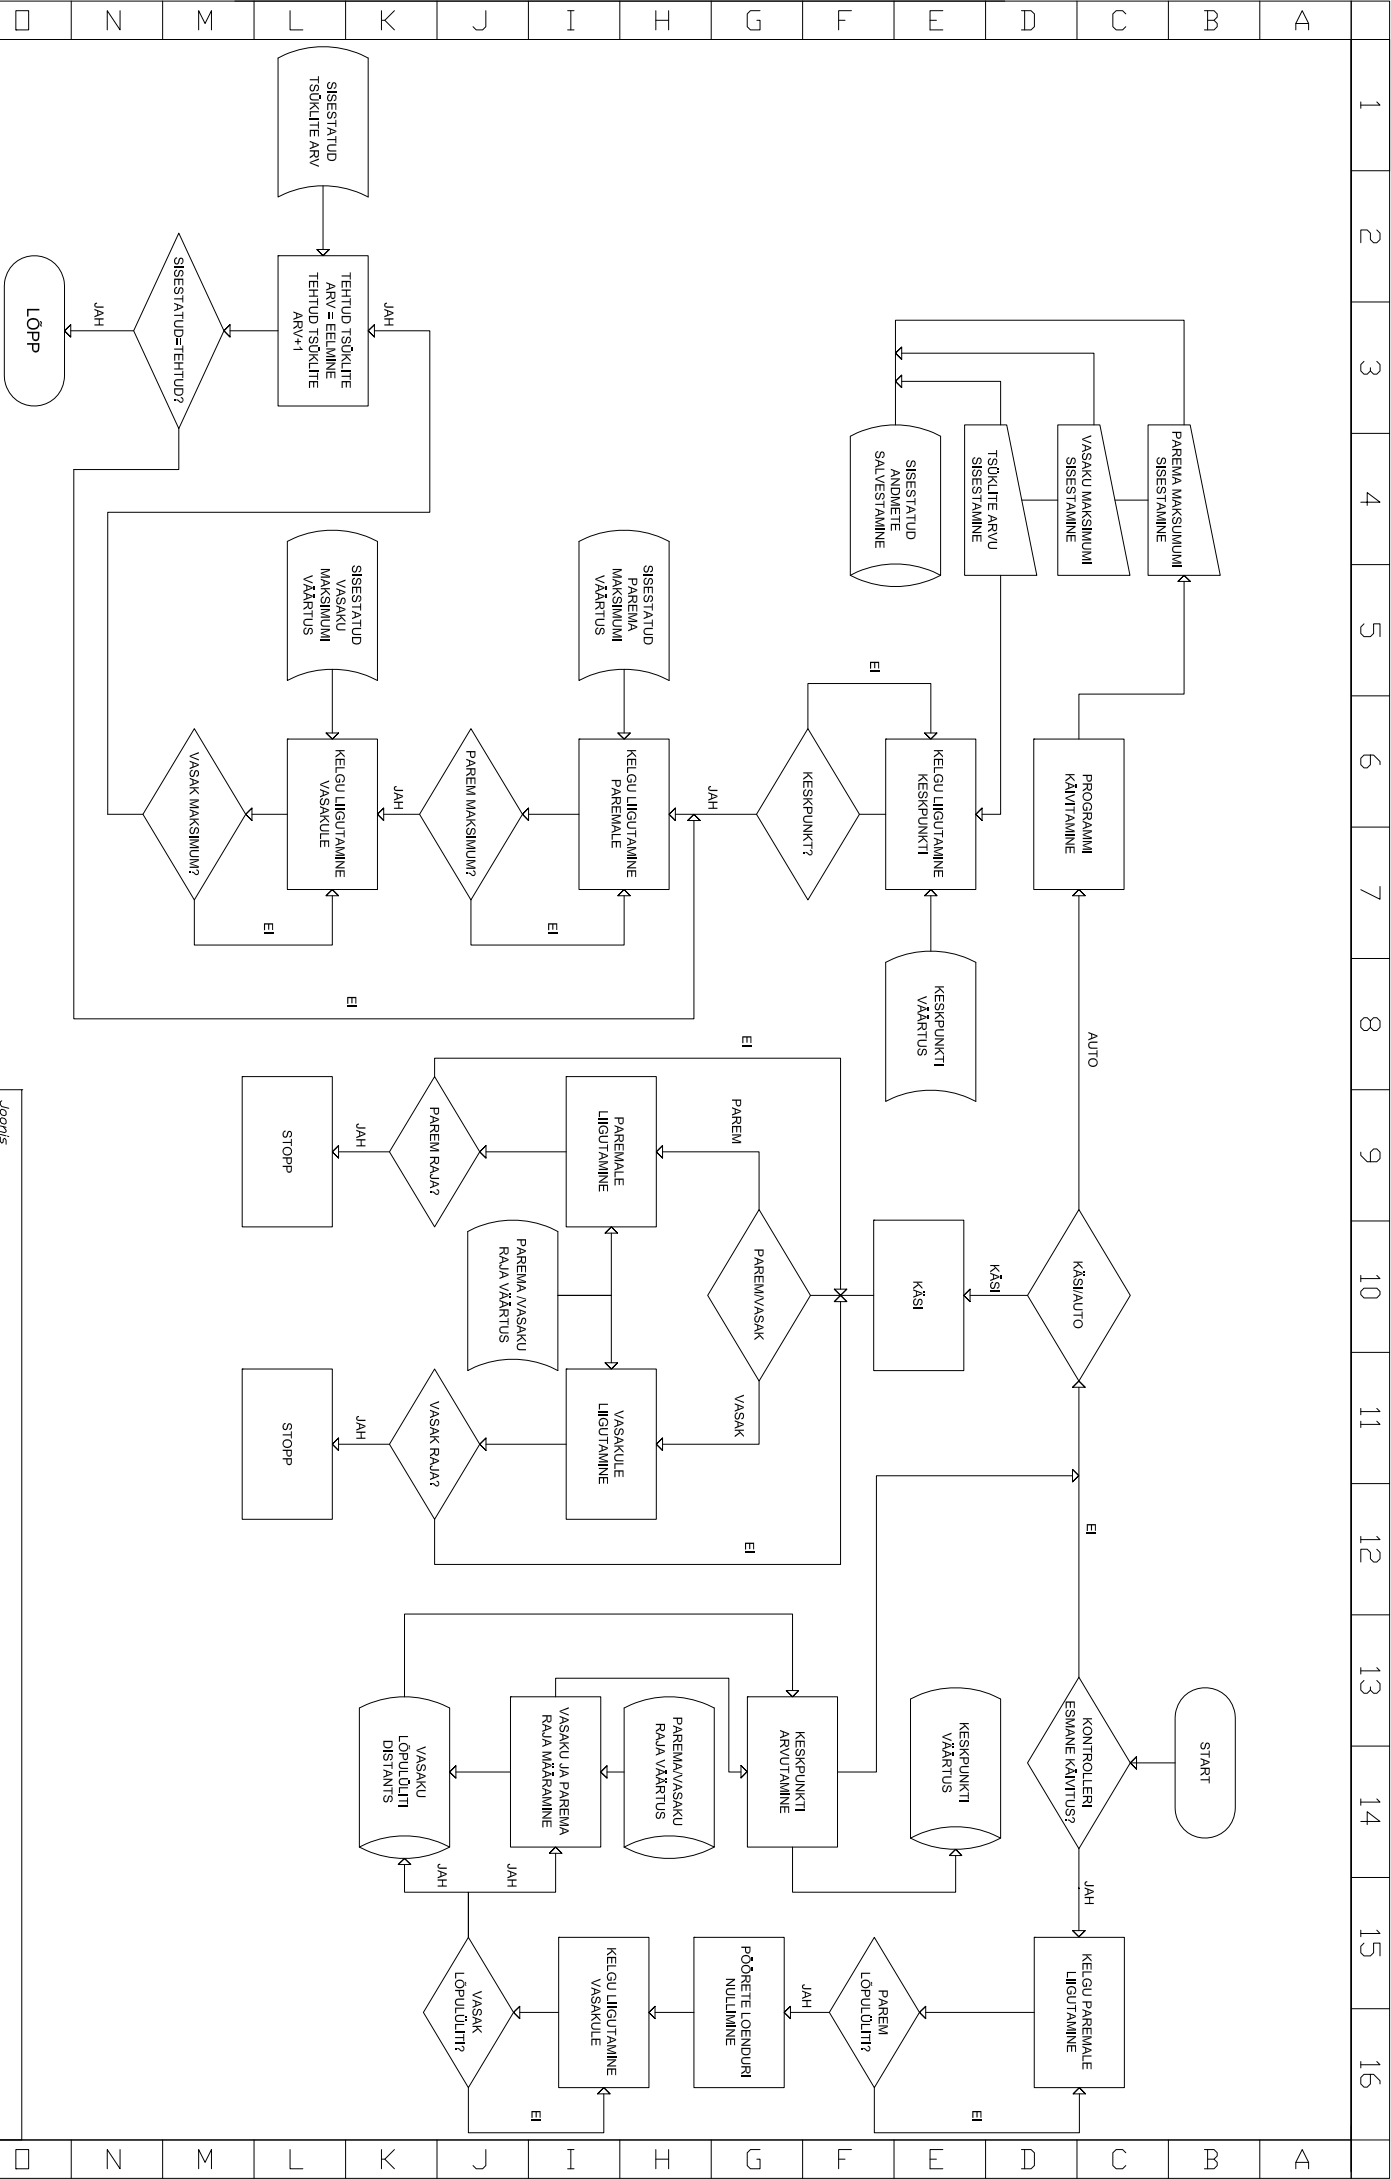 1
2
3
4
5
6
7
8
9
10
11
12
13
14
15
16
A
B
C
D
E
F
G
H
I
J
K
L
M
N
O
A
B
C
D
E
F
G
H
I
J
K
L
M
N
O
START
KONTROLLERI
ESMANE KÄIVITUS?
JAH
EI
KELGU PAREMALE
LIIGUTAMINE
PAREM
LÕPULÜLITI?
EI
JAH
PÖÖRETE LOENDURI
NULLIMINE
KELGU LIIGUTAMINE
VASAKULE
VASAK
LÕPULÜLITI?
EI
JAH
JAH
KESKPUNKTI
VÄÄRTUS
KESKPUNKTI
ARVUTAMINE
PAREMA/VASAKU
RAJA VÄÄRTUS
VASAKU JA PAREMA
RAJA MÄÄRAMINE
VASAKU
LÕPULÜLITI
DISTANTS
KÄSI/AUTO
AUTO
KÄSI
KÄSI
PAREM/VASAK
PAREM
VASAK
PAREMALE
LIIGUTAMINE
VASAKULE
LIIGUTAMINE
PAREMA /VASAKU
RAJA VÄÄRTUS
PAREM RAJA?
VASAK RAJA?
EI
EI
JAH
JAH
STOPP
STOPP
PROGRAMMI
KÄIVITAMINE
PAREMA MAKSUMUMI
SISESTAMINE
VASAKU MAKSIMUMI
SISESTAMINE
TSÜKLITE ARVU
SISESTAMINE
SISESTATUD
ANDMETE
SALVESTAMINE
KELGU LIIGUTAMINE
KESKPUNKTI
KESKPUNKTI
VÄÄRTUS
KESKPUNKT?
EI
JAH
SISESTATUD
PAREMA
MAKSIMUMI
VÄÄRTUS
KELGU LIIGUTAMINE
PAREMALE
PAREM MAKSIMUM?
EI
JAH
SISESTATUD
VASAKU
MAKSIMUMI
VÄÄRTUS
KELGU LIIGUTAMINE
VASAKULE
VASAK MAKSIMUM?
EI
EI
JAH
SISESTATUD
TSÜKLITE ARV
TEHTUD TSÜKLITE
ARV = EELMINE
TEHTUD TSÜKLITE
ARV+1
SISESTATUD=TEHTUD?
JAH
LÕPP
Joonis